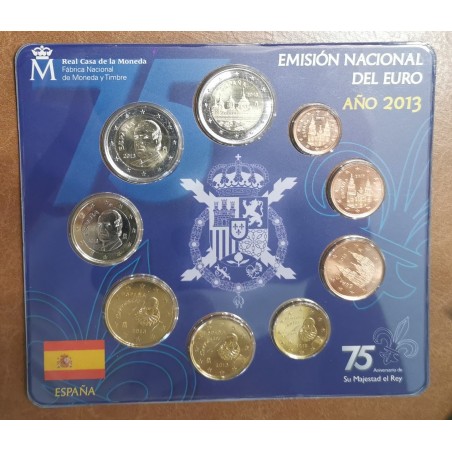 Real Casa de la Moneda
Fábrica Nacional
de Moneda y Timbre
EMISIÓN NACIONAL
DEL EURO
AÑO 2013
75
ESPAÑA
75
Aniversario de
Su Majestad el Rey